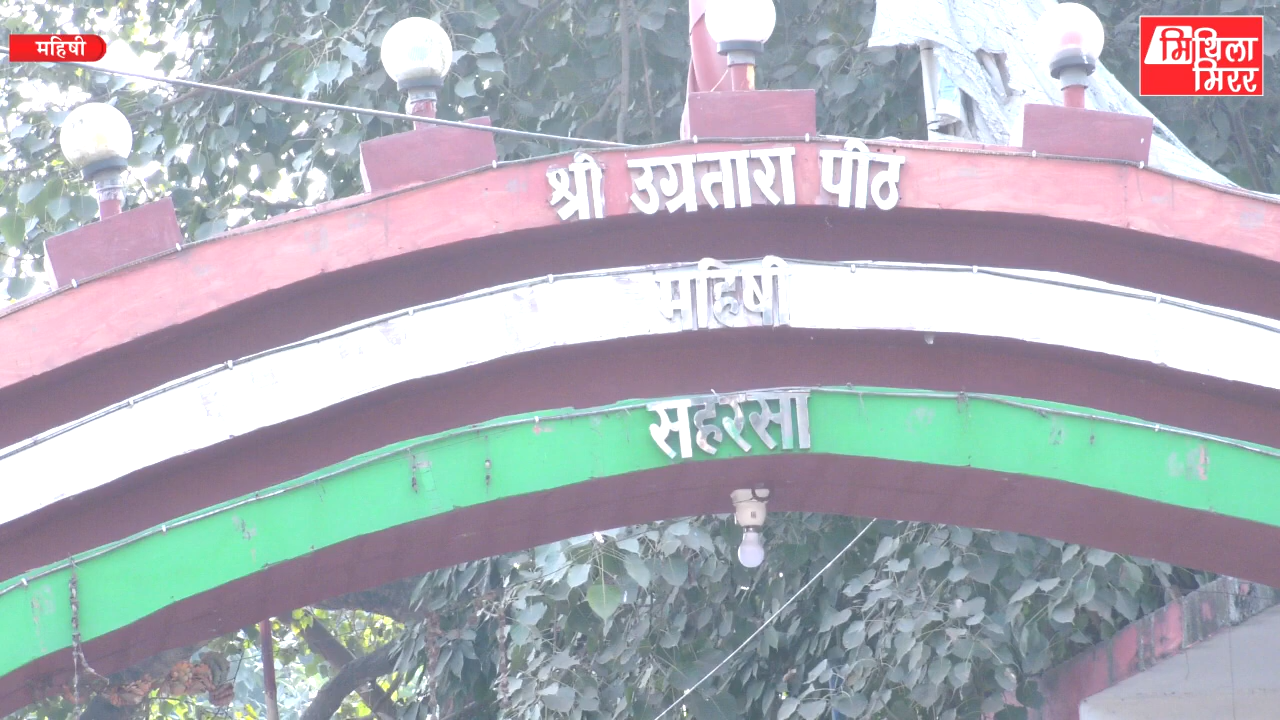 महिषी
मिथिला
मिरर
श्री उग्रतारा पीठ
महिषी
सहरसा